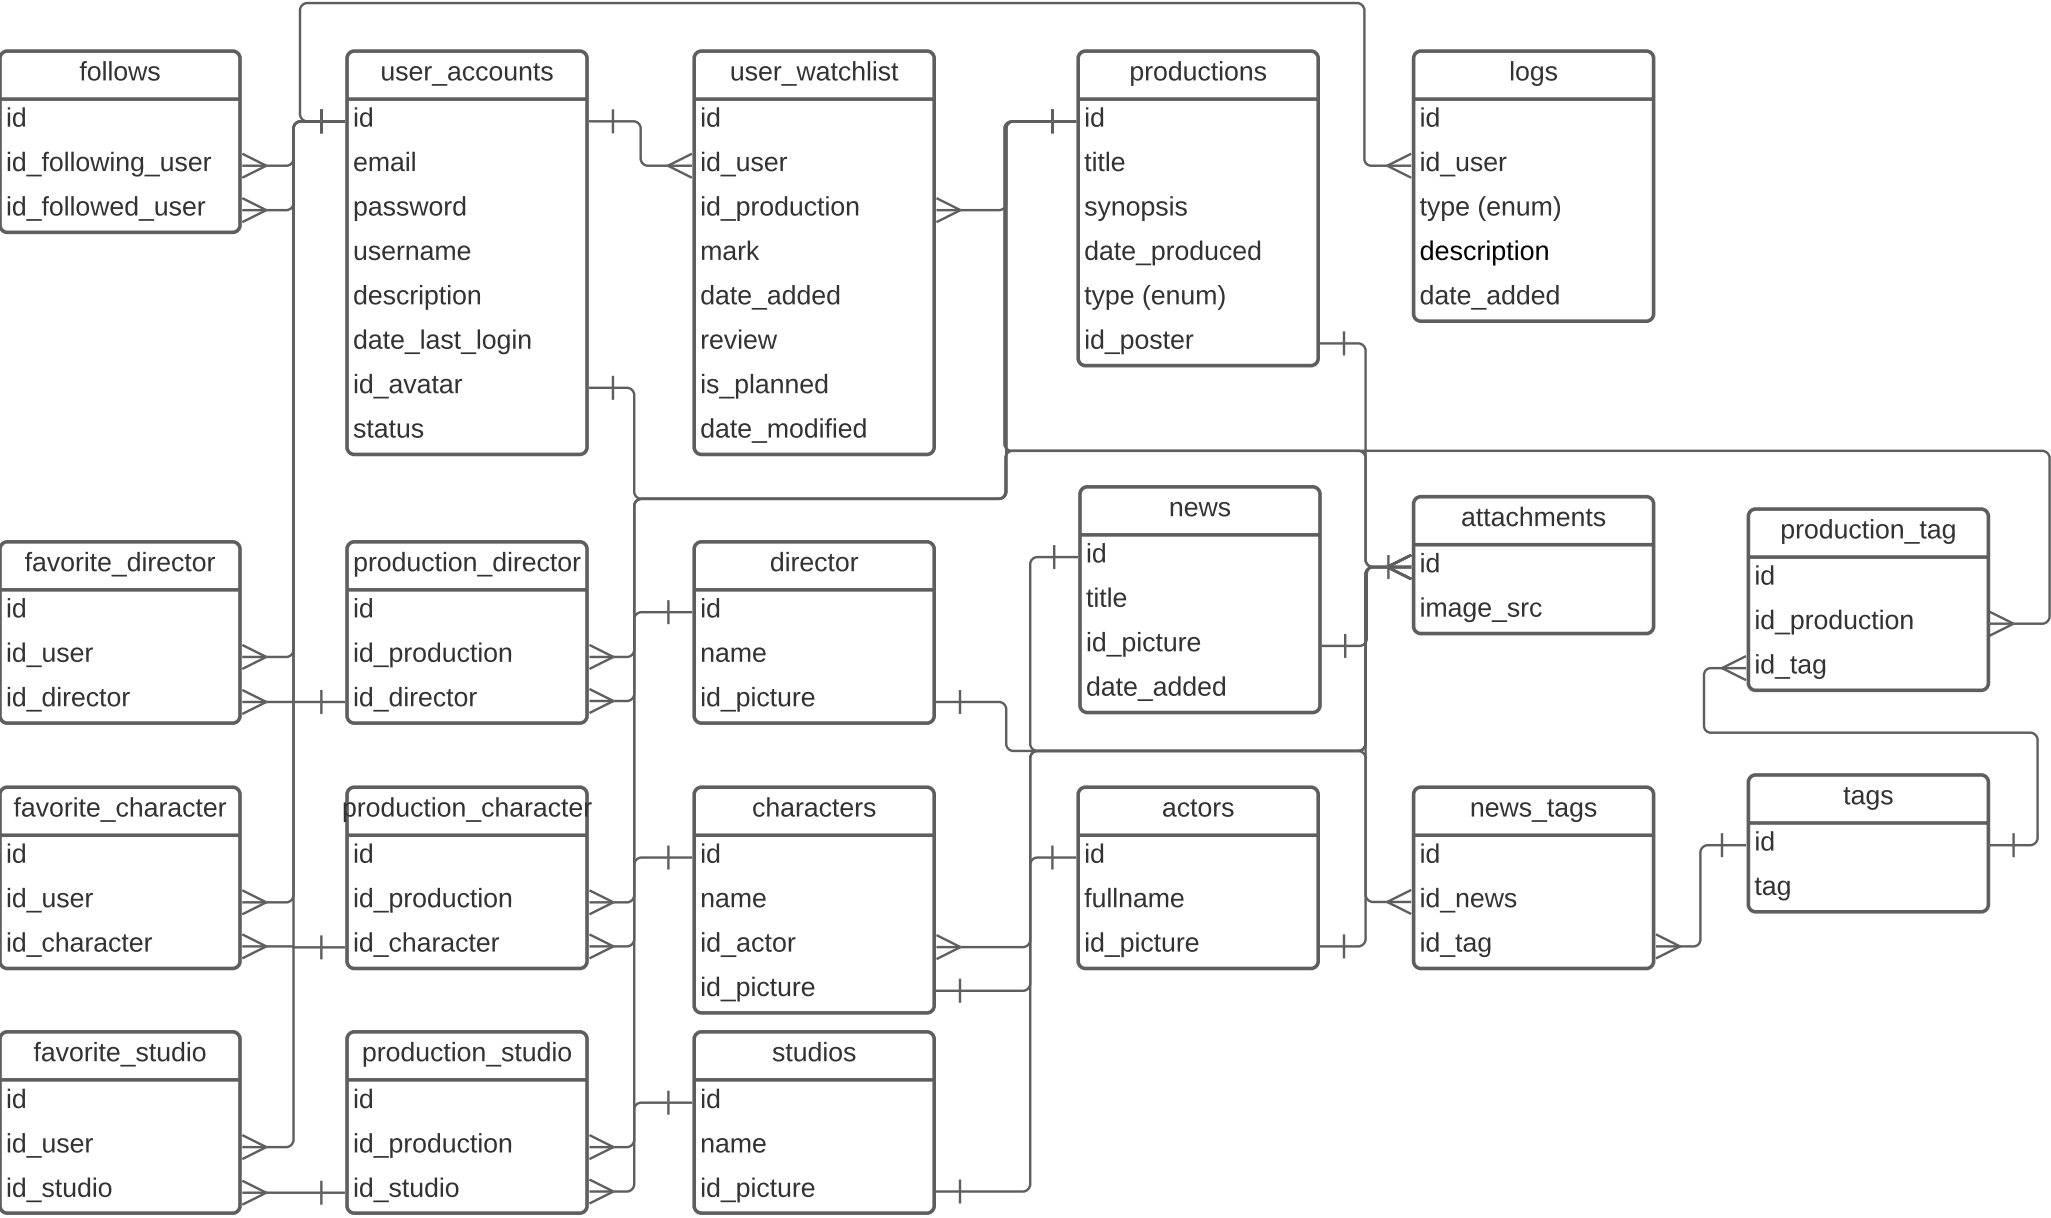 follows
id
id_following_user
id_followed_user
user_accounts
id
email
password
username
description
date_last_login
id_avatar
status
user_watchlist
id
id_user
id_production
mark
date_added
review
is_planned
date_modified
productions
id
title
synopsis
date_produced
type (enum)
id_poster
logs
id
id_user
type (enum)
description
date_added
favorite_director
id
id_user
id_director
production_director
id
id_production
id_director
director
id
name
id_picture
news
id
title
id_picture
date_added
attachments
id
image_src
production_tag
id
id_production
id_tag
favorite_character
id
id_user
id_character
production_character
id
id_production
id_character
characters
id
name
id_actor
id_picture
actors
id
fullname
id_picture
news_tags
id
id_news
id_tag
tags
id
tag
favorite_studio
id
id_user
id_studio
production_studio
id
id_production
id_studio
studios
id
name
id_picture